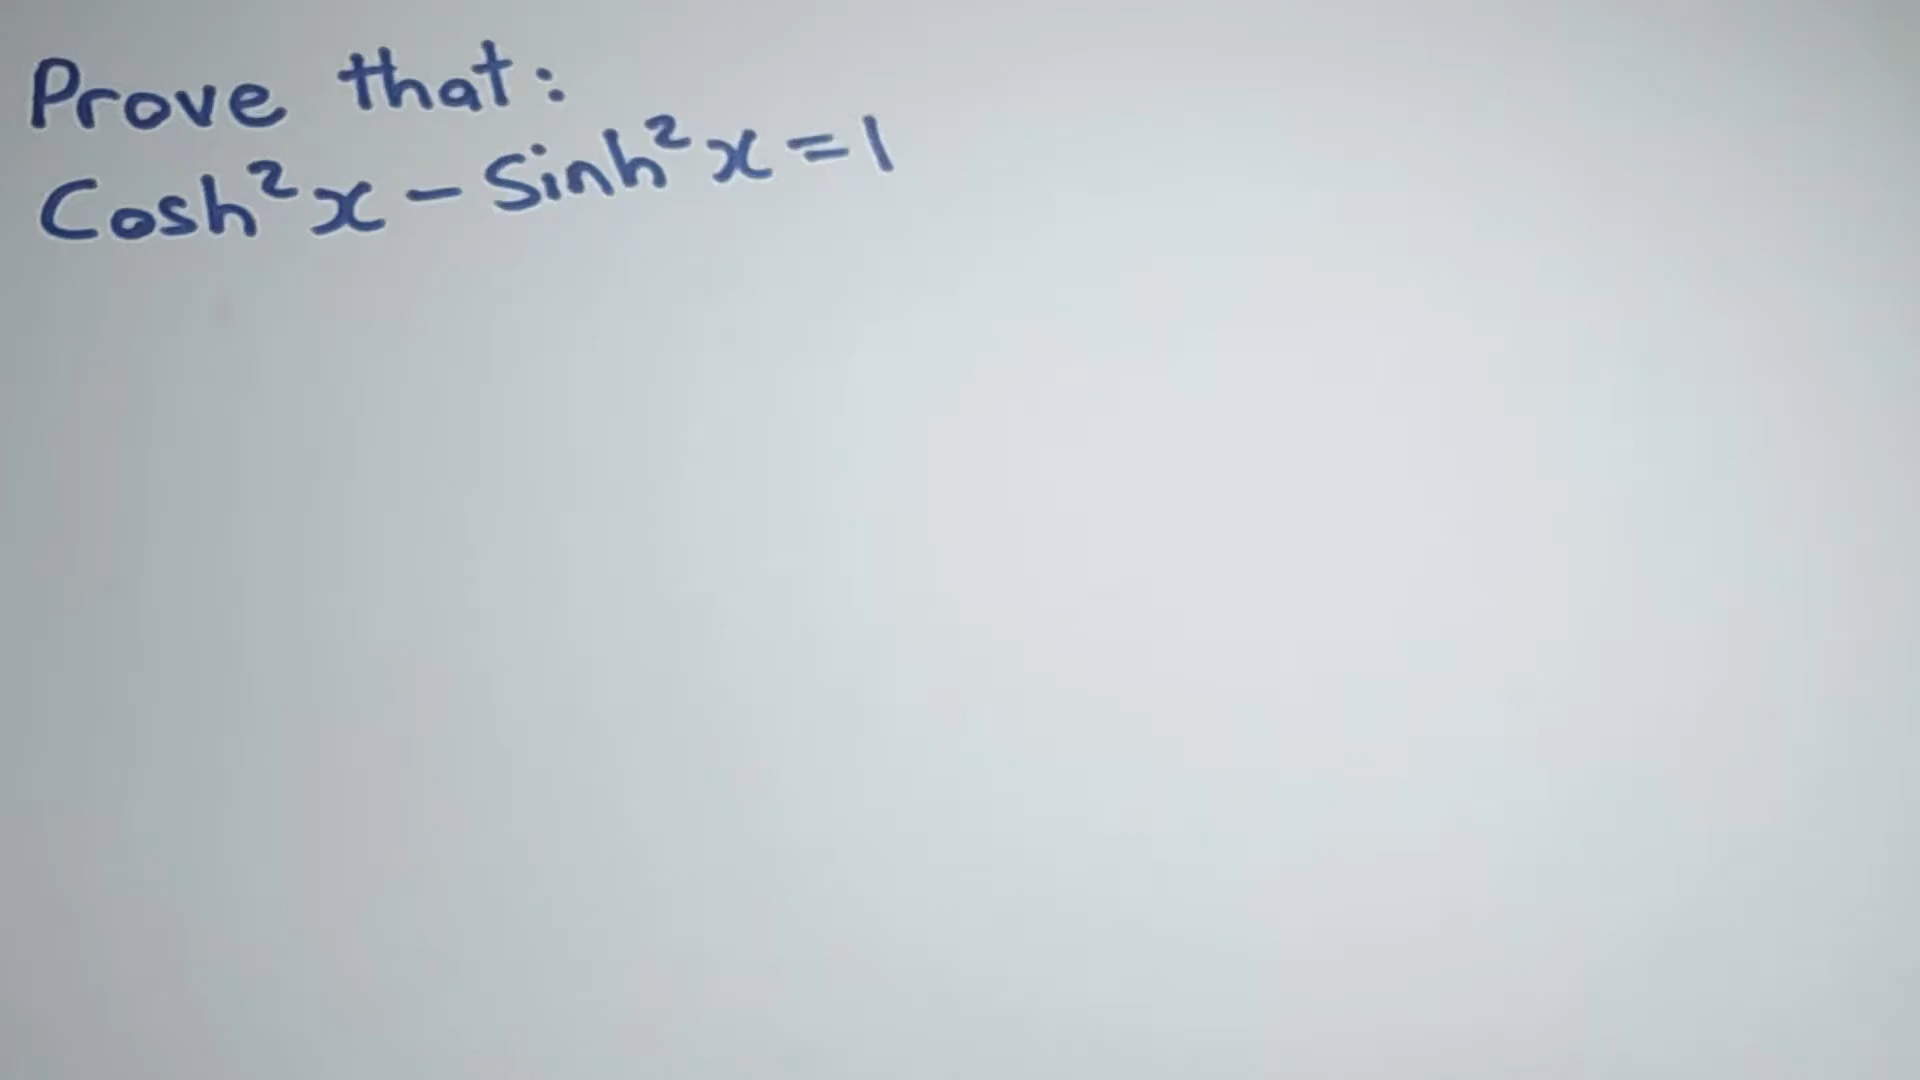 Prove that:
Cosh²x - Sinh²x = 1